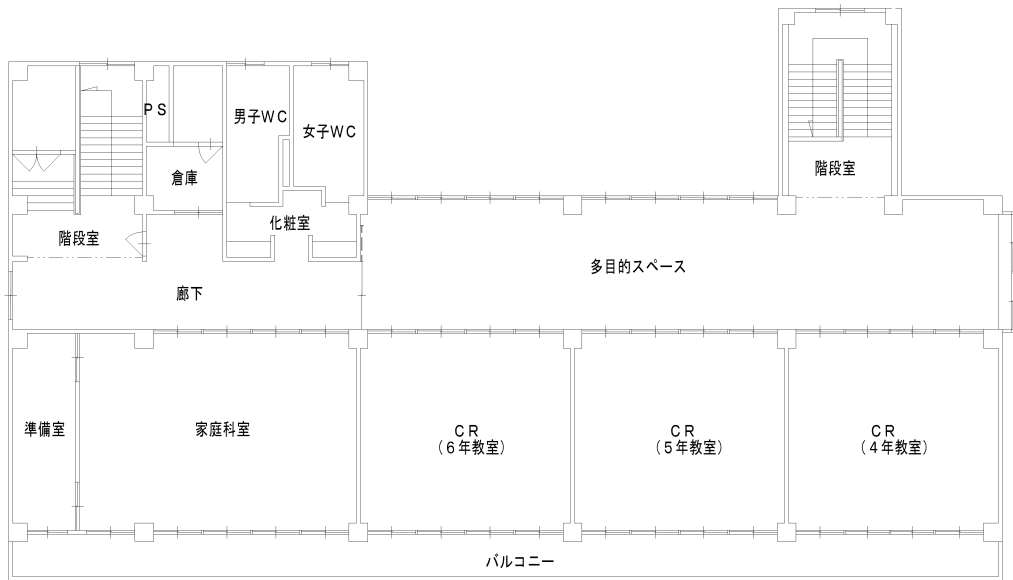 ＰＳ
男子ＷＣ
女子ＷＣ
倉庫
階段室
化粧室
階段室
多目的スペース
廊下
準備室
家庭科室
ＣＲ
（６年教室）
ＣＲ
（５年教室）
ＣＲ
（４年教室）
バルコニー